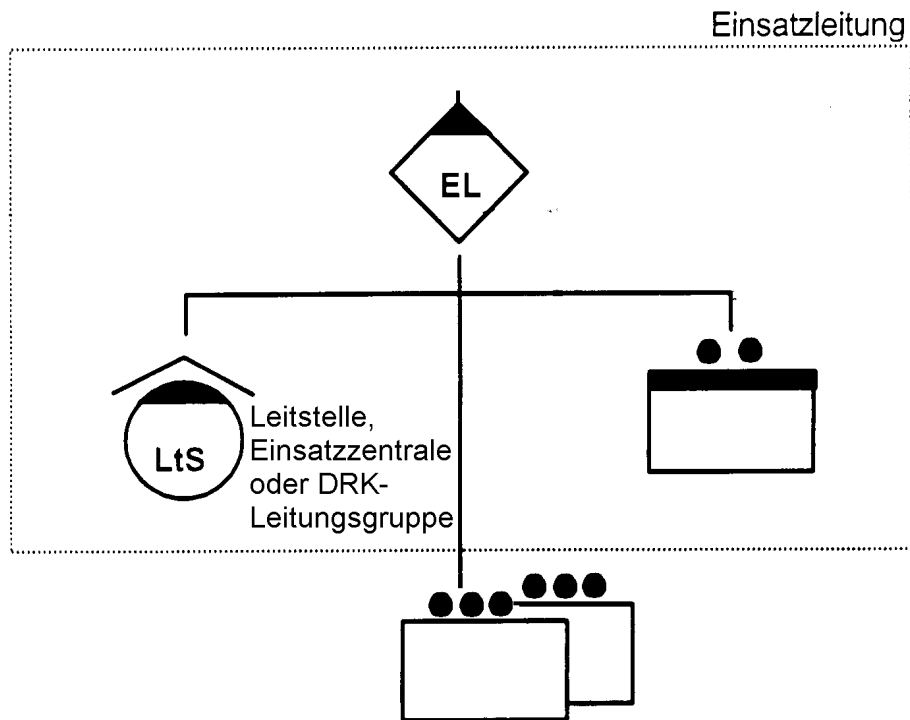 Einsatzleitung
EL
LtS
Leitstelle,
Einsatzzentrale
oder DRK-
Leitungsgruppe